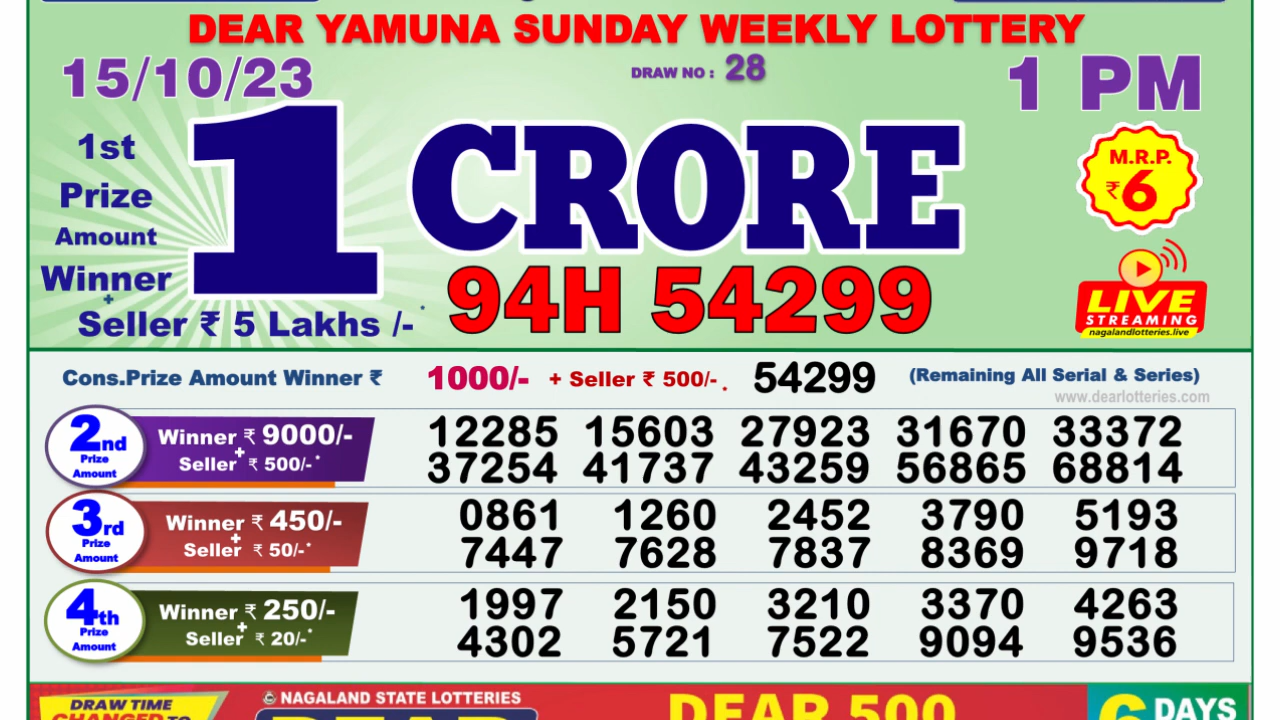 DEAR YAMUNA SUNDAY WEEKLY LOTTERY
15/10/23
DRAW NO : 28
1 PM
1st
Prize
Amount
Winner
+
Seller ₹ 5 Lakhs /- *
1 CRORE
94H 54299
M.R.P.
₹6
LIVE
STREAMING
nagalandlotteries.live
Cons.Prize Amount Winner ₹ 1000/- + Seller ₹ 500/- . 54299 (Remaining All Serial & Series)
www.dearlotteries.com
2nd
Prize
Amount
Winner ₹ 9000/-
+
Seller ₹ 500/- *
12285 15603 27923 31670 33372
37254 41737 43259 56865 68814
3rd
Prize
Amount
Winner ₹ 450/-
+
Seller ₹ 50/- *
0861 1260 2452 3790 5193
7447 7628 7837 8369 9718
4th
Prize
Amount
Winner ₹ 250/-
+
Seller ₹ 20/- *
1997 2150 3210 3370 4263
4302 5721 7522 9094 9536
DRAW TIME
CHANGED TO
NAGALAND STATE LOTTERIES
DEAR
DEAR 500
6 DAYS